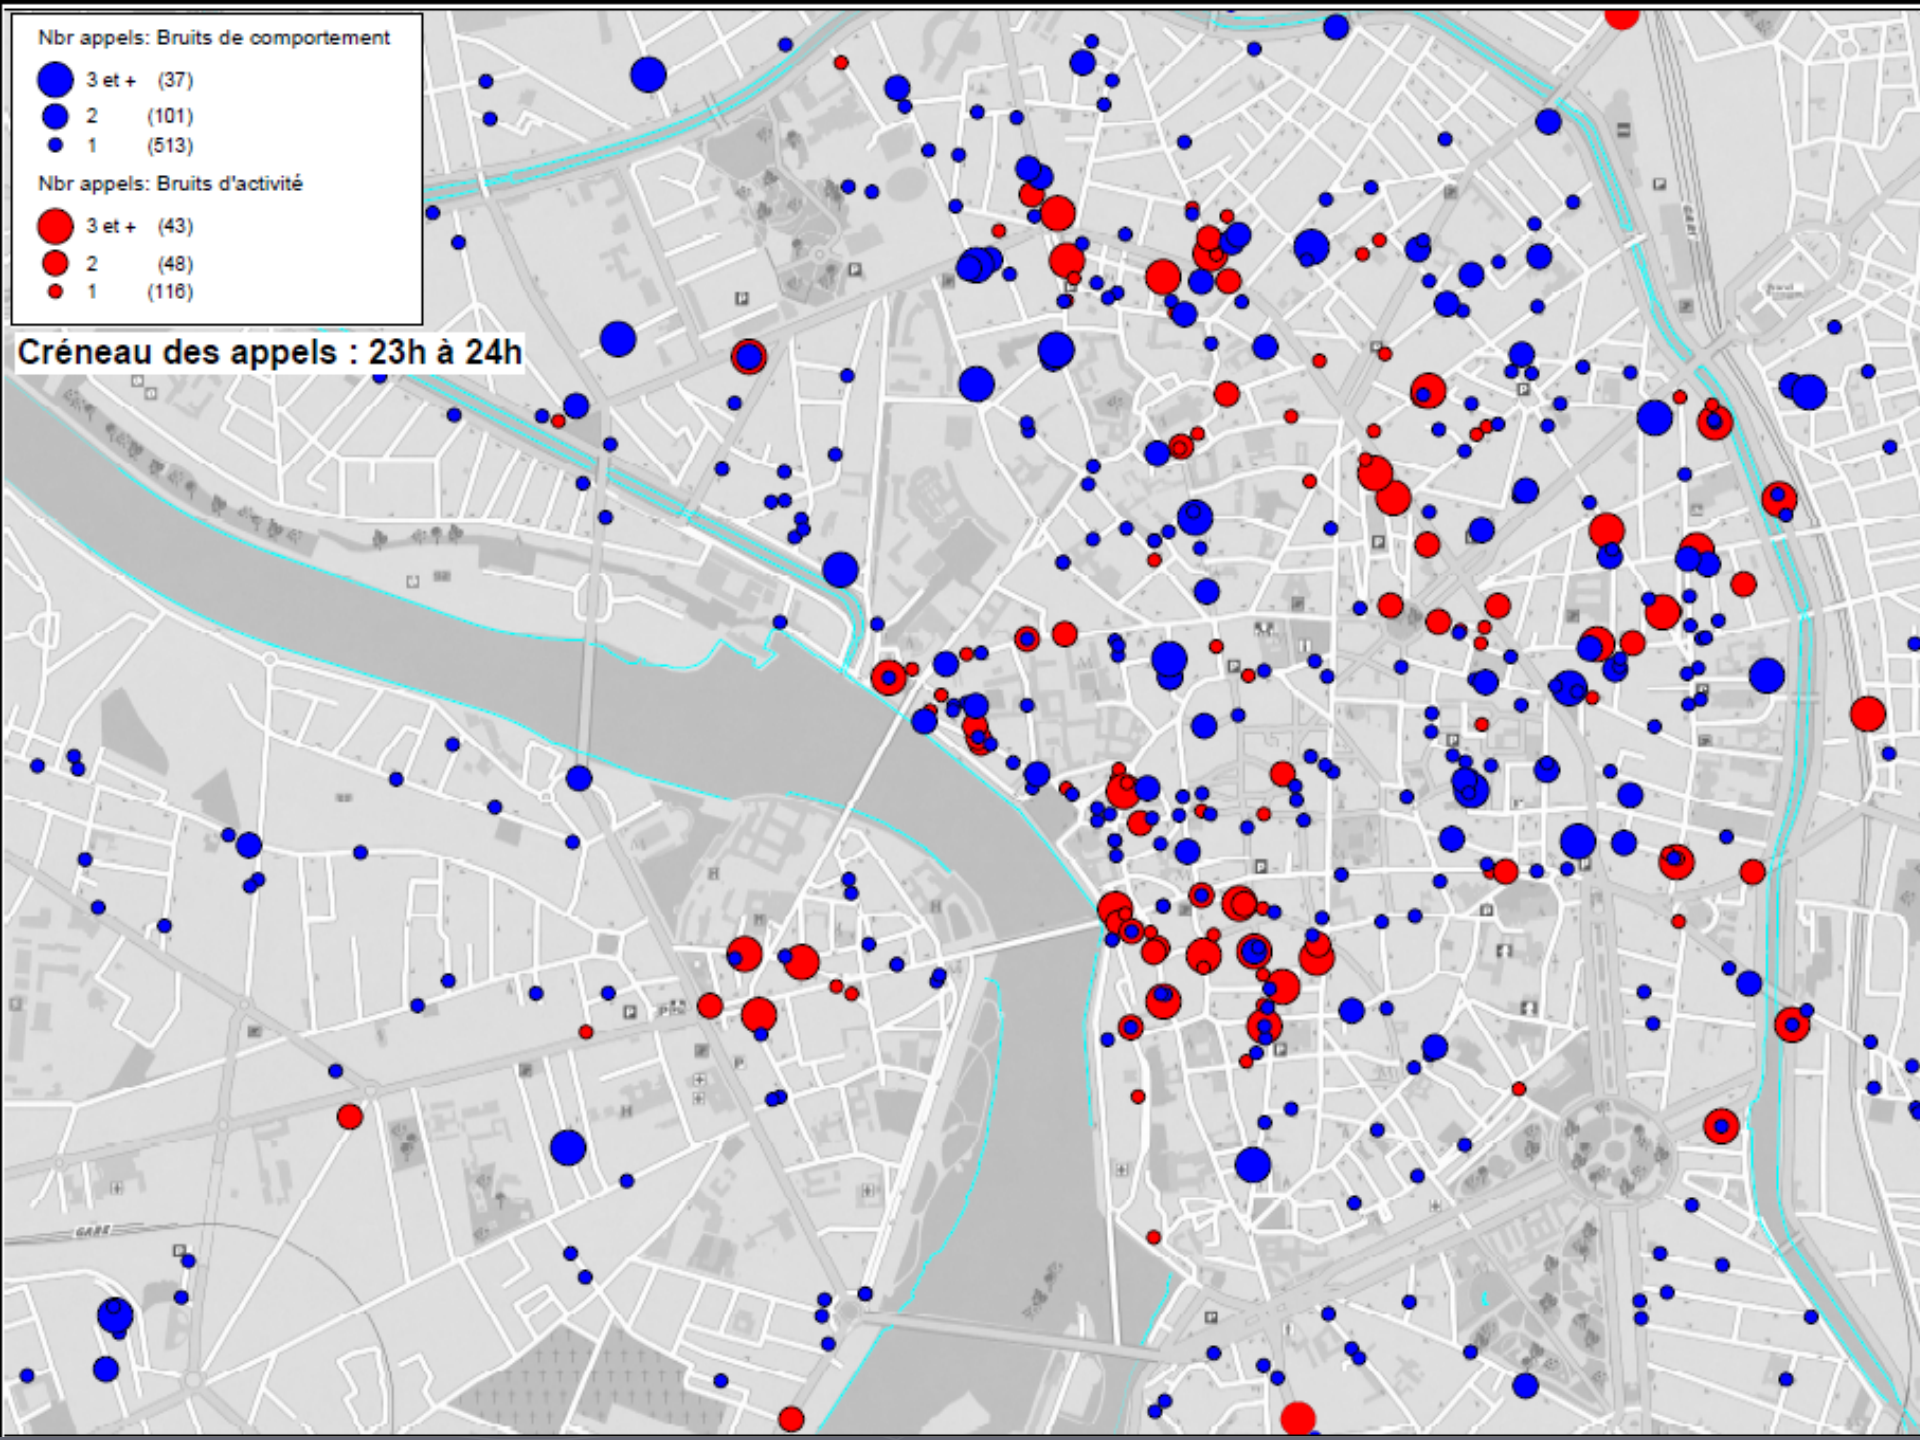 Nbr appels: Bruits de comportement
3 et + (37)
2 (101)
1 (513)
Nbr appels: Bruits d'activité
3 et + (43)
2 (48)
1 (116)
Créneau des appels : 23h à 24h
GARE